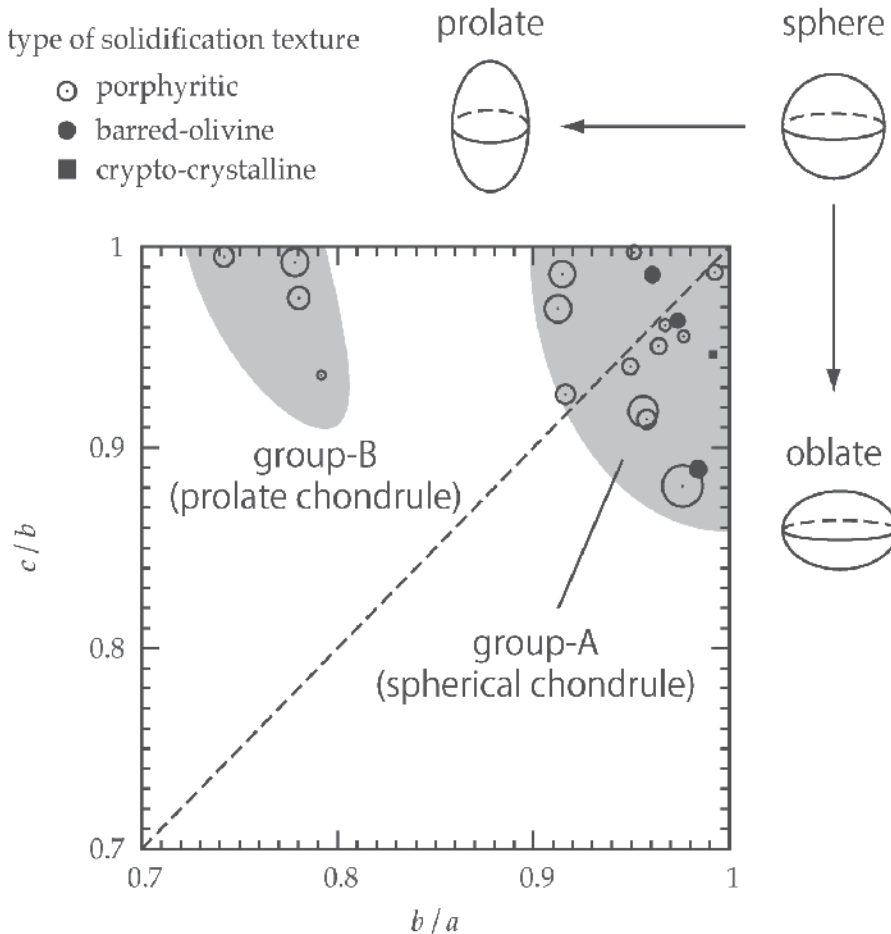 prolate
sphere
type of solidification texture
porphyritic
barred-olivine
crypto-crystalline
1
0.9
0.8
0.7
c / b
group-B
(prolate chondrule)
oblate
group-A
(spherical chondrule)
0.7
0.8
0.9
1
b / a